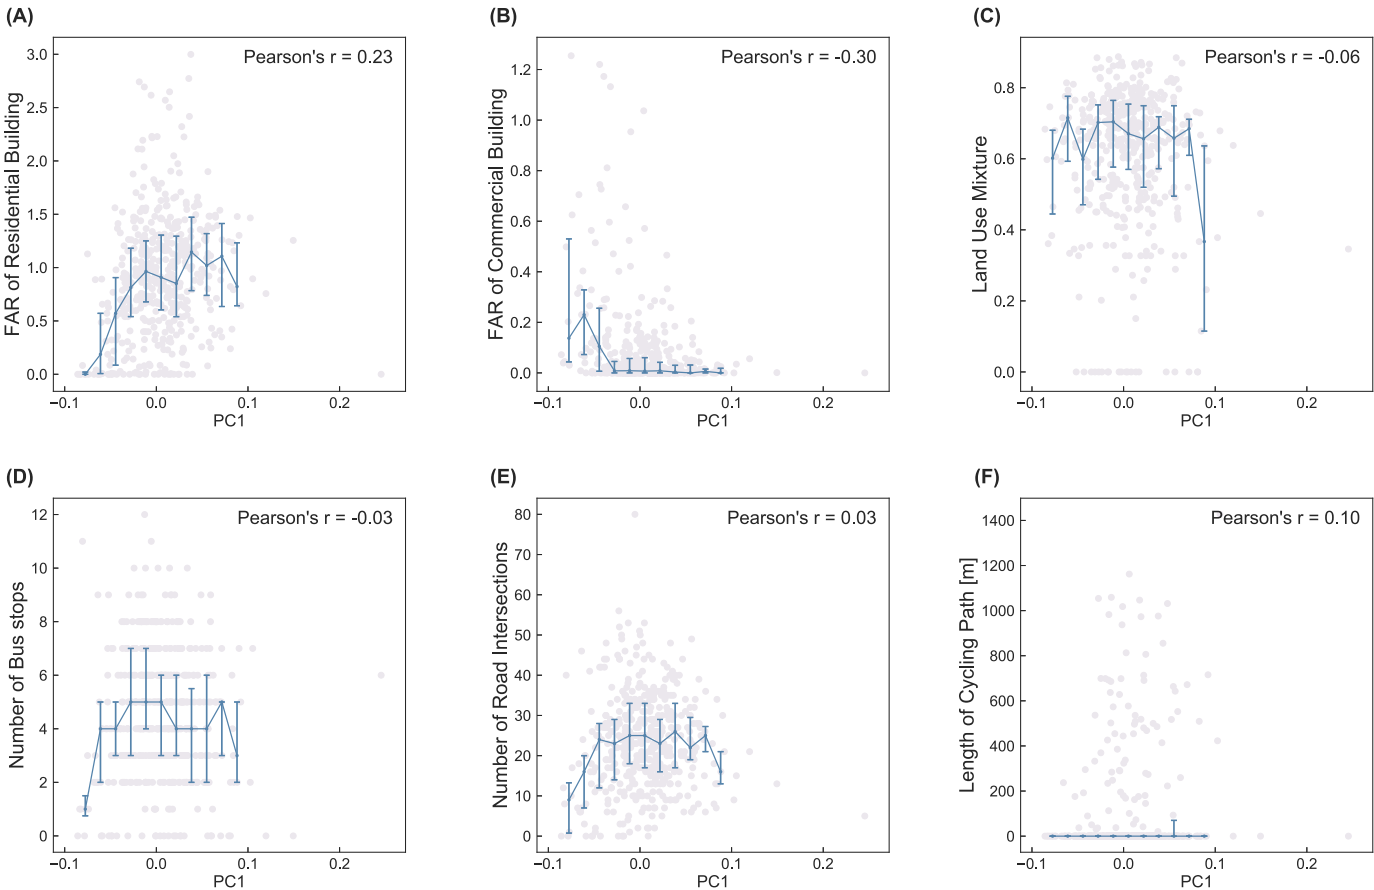 (A)
Pearson's r = 0.23
FAR of Residential Building
3.0
2.5
2.0
1.5
1.0
0.5
0.0
−0.1 0.0 0.1 0.2
PC1
(B)
Pearson's r = -0.30
FAR of Commercial Building
1.2
1.0
0.8
0.6
0.4
0.2
0.0
−0.1 0.0 0.1 0.2
PC1
(C)
Pearson's r = -0.06
Land Use Mixture
0.8
0.6
0.4
0.2
0.0
−0.1 0.0 0.1 0.2
PC1
(D)
Pearson's r = -0.03
Number of Bus stops
12
10
8
6
4
2
0
−0.1 0.0 0.1 0.2
PC1
(E)
Pearson's r = 0.03
Number of Road Intersections
80
70
60
50
40
30
20
10
0
−0.1 0.0 0.1 0.2
PC1
(F)
Pearson's r = 0.10
Length of Cycling Path [m]
1400
1200
1000
800
600
400
200
0
−0.1 0.0 0.1 0.2
PC1